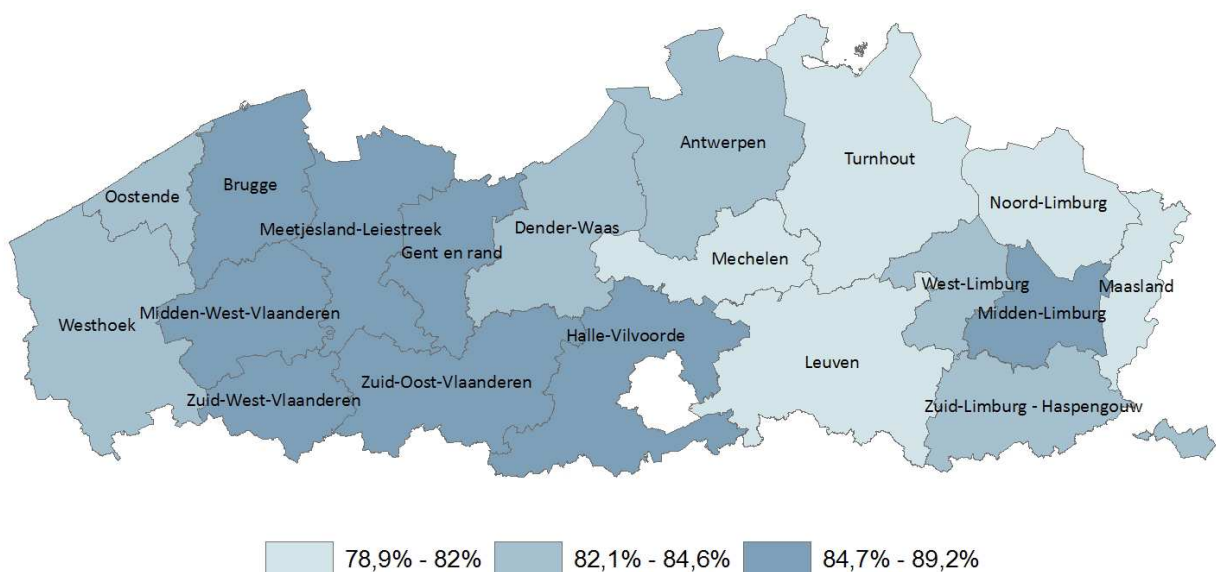 Antwerpen
Turnhout
Brugge
Oostende
Noord-Limburg
Meetjesland-Leiestreek
Dender-Waas
Gent en rand
Mechelen
West-Limburg
Maasland
Midden-West-Vlaanderen
Midden-Limburg
Westhoek
Halle-Vilvoorde
Leuven
Zuid-Oost-Vlaanderen
Zuid-West-Vlaanderen
Zuid-Limburg - Haspengouw
78,9% - 82% 82,1% - 84,6% 84,7% - 89,2%